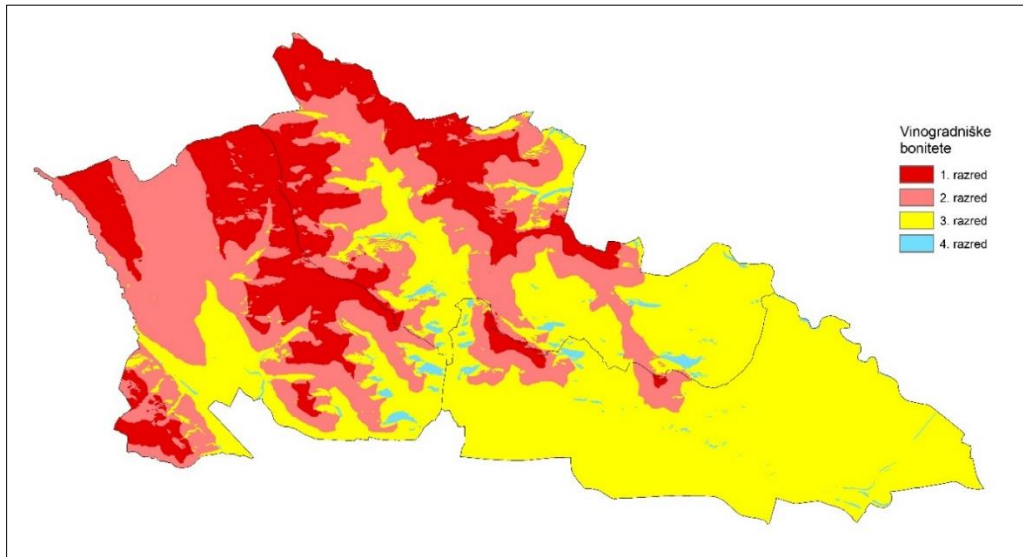 Vinogradniške
bonitete
1. razred
2. razred
3. razred
4. razred